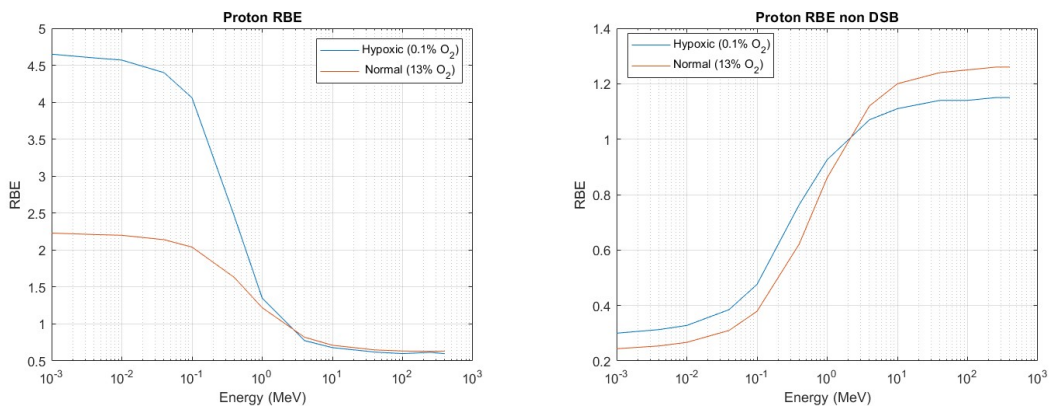 Proton RBE
5
4.5
4
3.5
3
2.5
2
1.5
1
0.5
RBE
Hypoxic (0.1% O₂)
Normal (13% O₂)
10⁻³ 10⁻² 10⁻¹ 10⁰ 10¹ 10² 10³
Energy (MeV)
Proton RBE non DSB
1.4
1.2
1
0.8
0.6
0.4
0.2
RBE
Hypoxic (0.1% O₂)
Normal (13% O₂)
10⁻³ 10⁻² 10⁻¹ 10⁰ 10¹ 10² 10³
Energy (MeV)